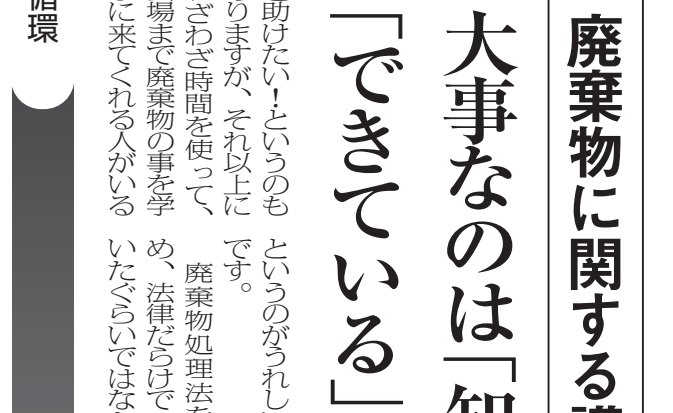 廃棄物に関する講
大事なのは「知
「できている」
助けたい！というのも
りますが、それ以上に
ざわざ時間を使って、
場まで廃棄物の事を学
に来てくれる人がいる
というのがうれし
です。
廃棄物処理法を
め、法律だらけで
いたぐらいではな
循環